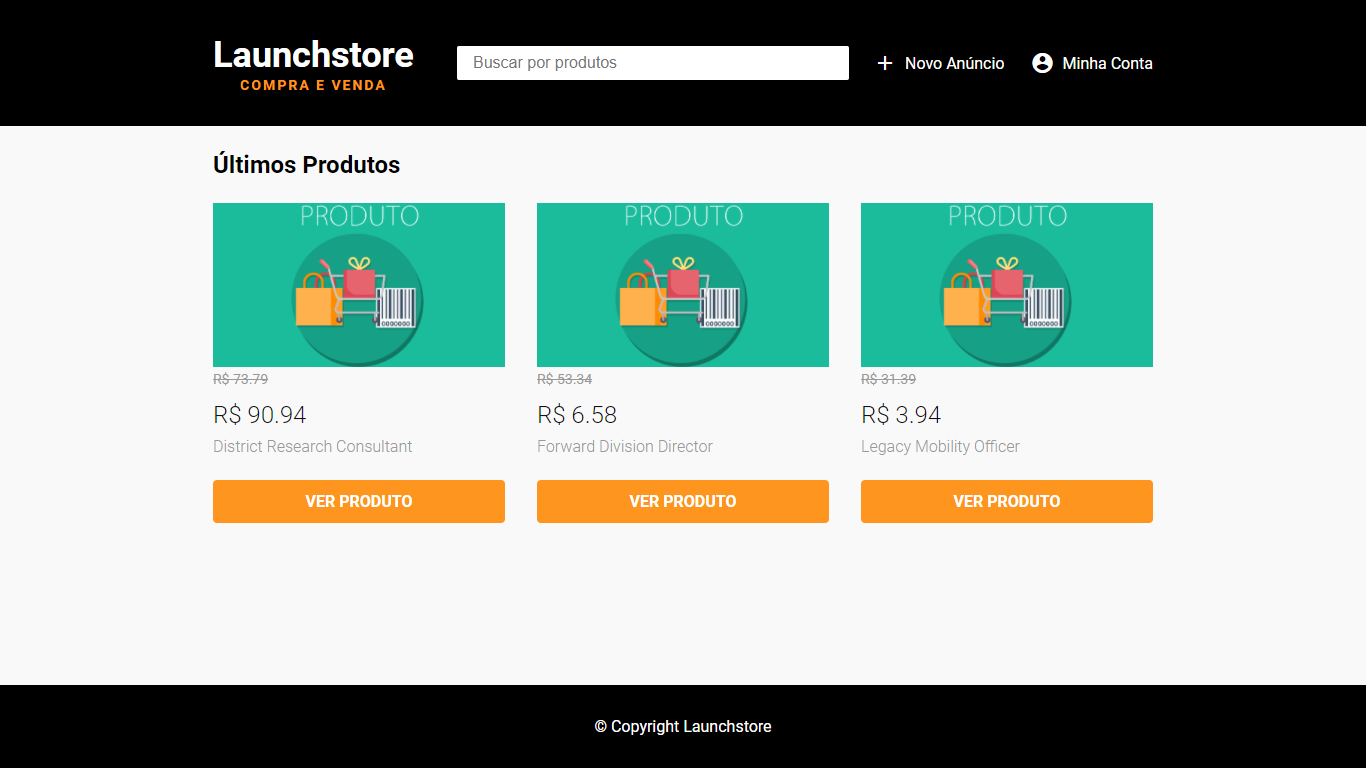 Launchstore
COMPRA E VENDA
Buscar por produtos
Novo Anúncio
Minha Conta
Últimos Produtos
PRODUTO
0000000
R$ 73.79
R$ 90.94
District Research Consultant
VER PRODUTO
PRODUTO
0000000
R$ 53.34
R$ 6.58
Forward Division Director
VER PRODUTO
PRODUTO
0000000
R$ 31.39
R$ 3.94
Legacy Mobility Officer
VER PRODUTO
© Copyright Launchstore